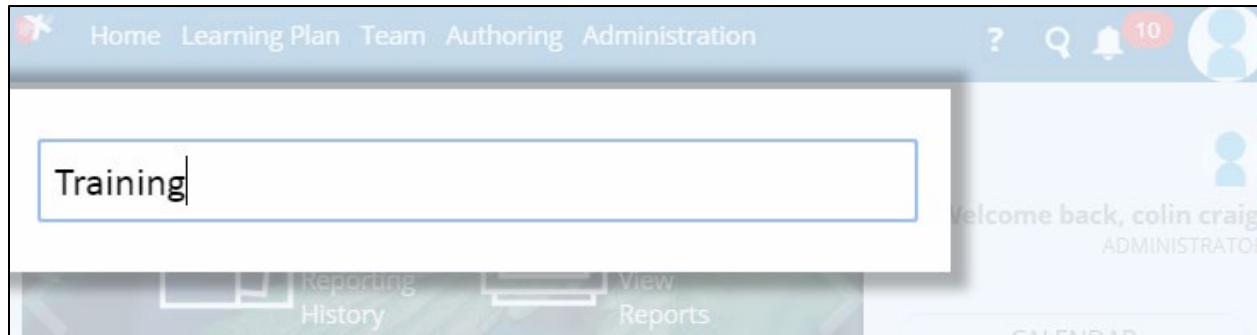 Home Learning Plan Team Authoring Administration ? 10
Training
Welcome back, colin craig
ADMINISTRATOR
Reporting View
History Reports
CALENDAR